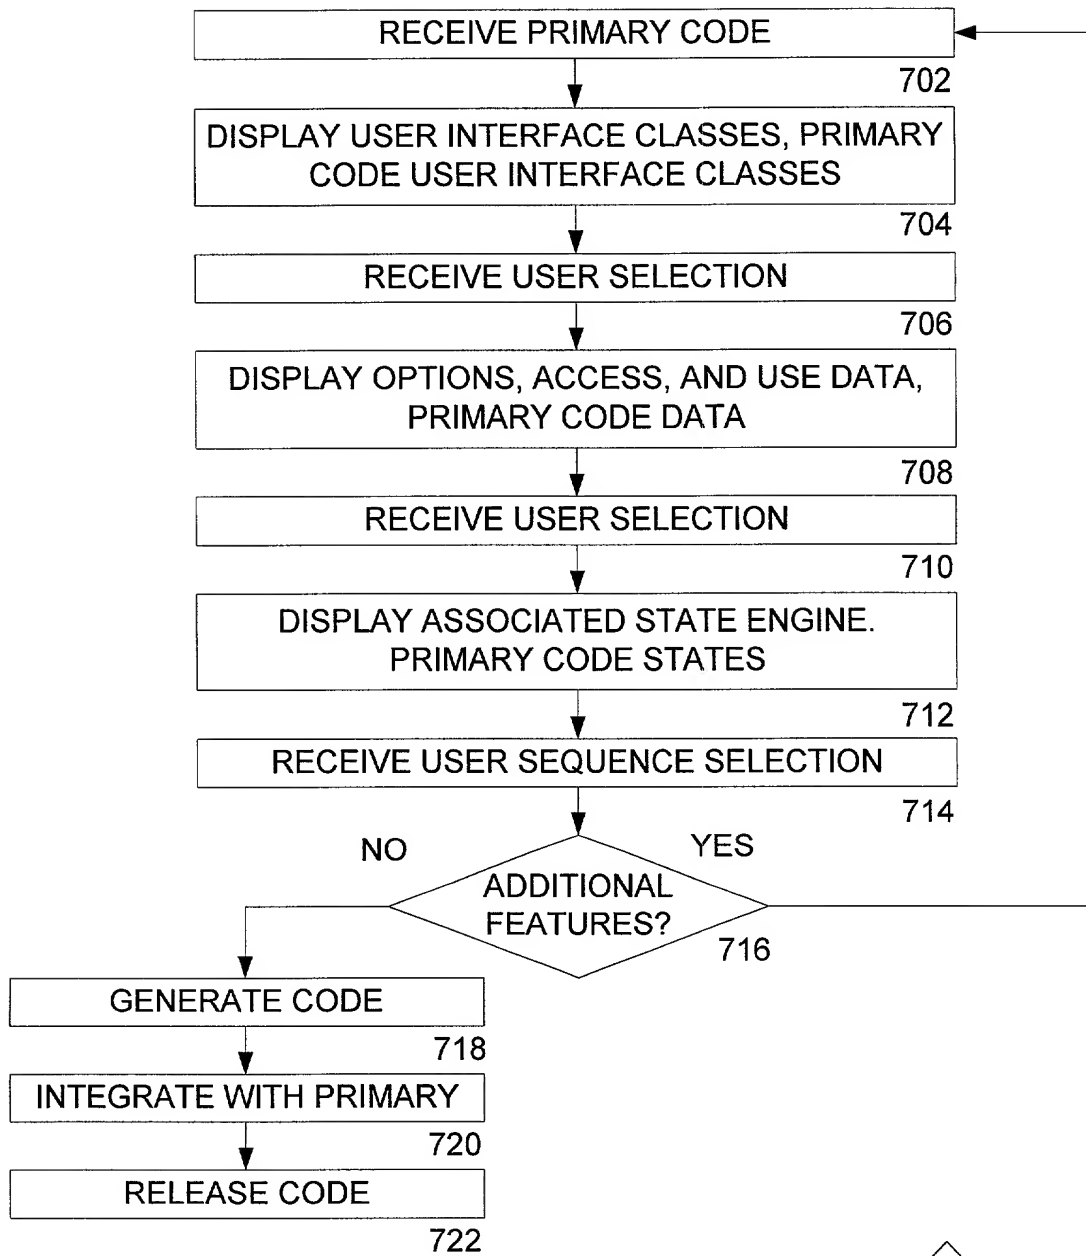 RECEIVE PRIMARY CODE
702
DISPLAY USER INTERFACE CLASSES, PRIMARY
CODE USER INTERFACE CLASSES
704
RECEIVE USER SELECTION
706
DISPLAY OPTIONS, ACCESS, AND USE DATA,
PRIMARY CODE DATA
708
RECEIVE USER SELECTION
710
DISPLAY ASSOCIATED STATE ENGINE.
PRIMARY CODE STATES
712
RECEIVE USER SEQUENCE SELECTION
714
NO
YES
ADDITIONAL
FEATURES?
716
GENERATE CODE
718
INTEGRATE WITH PRIMARY
720
RELEASE CODE
722